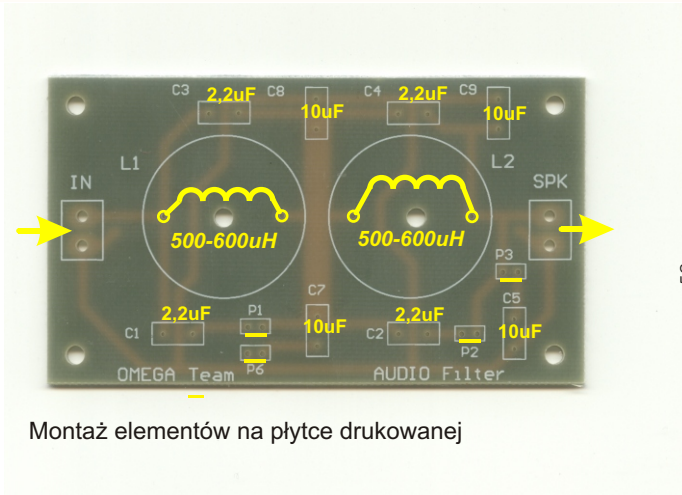 C3 2,2uF C8 C4 2,2uF C9
10uF 10uF
L1 L2
IN SPK
500-600uH 500-600uH
P3
C7 C5
2,2uF P1 2,2uF
C1 10uF C2 10uF
P6 P2
OMEGA Team AUDIO Filter
Montaż elementów na płytce drukowanej